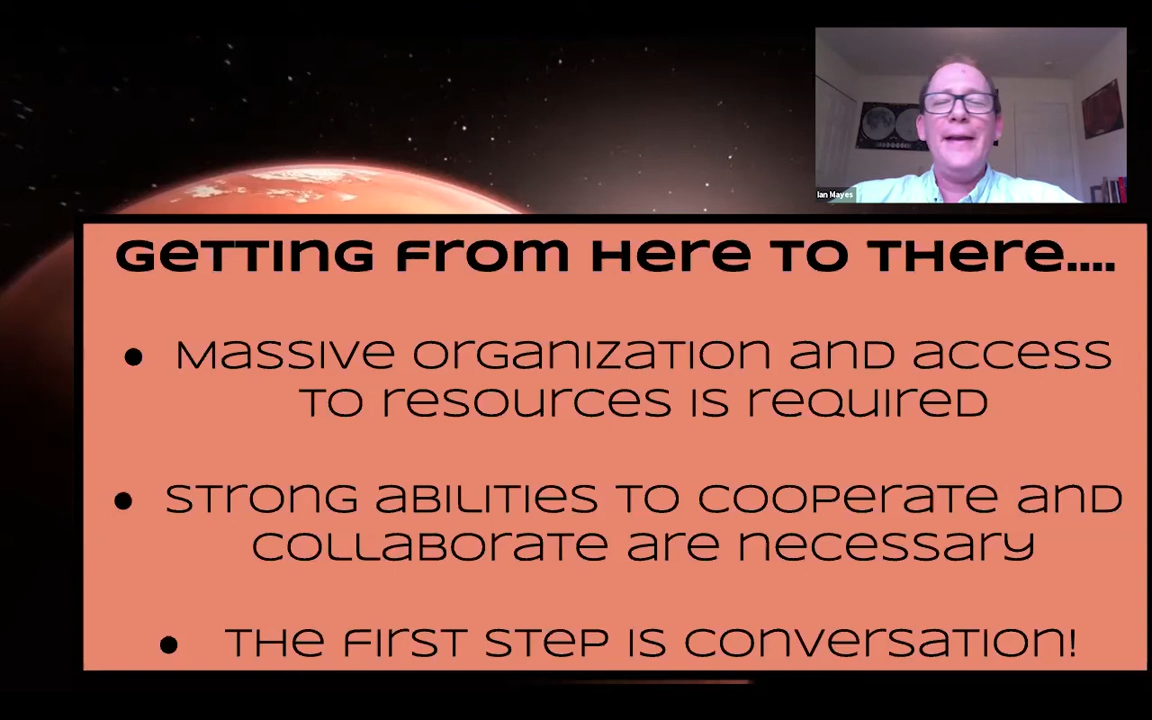 Ian Mayes
Getting from Here to There....
• Massive organization and access
to resources is required
• Strong abilities to cooperate and
collaborate are necessary
• The first step is conversation!